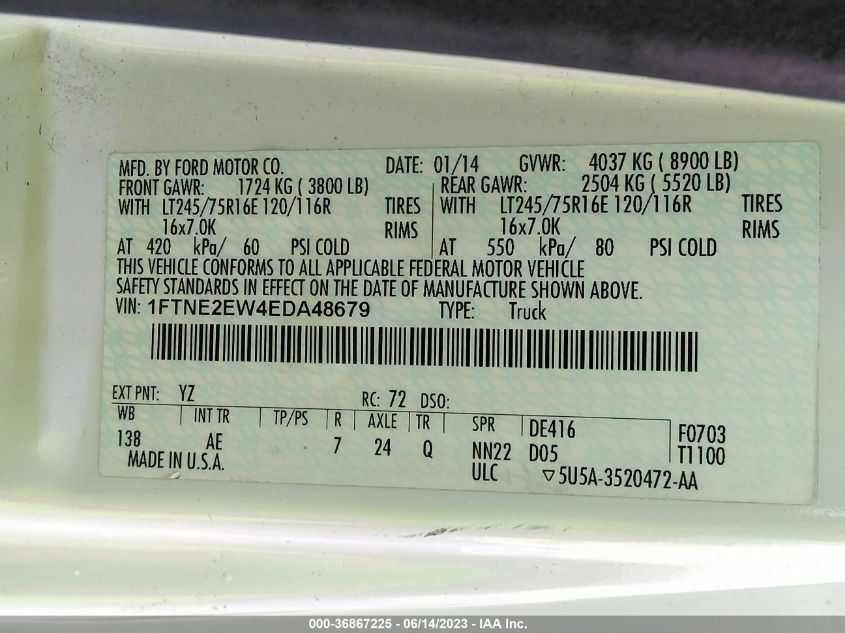 MFD. BY FORD MOTOR CO. DATE: 01/14 GVWR: 4037 KG ( 8900 LB)
FRONT GAWR: 1724 KG ( 3800 LB) REAR GAWR: 2504 KG ( 5520 LB)
WITH LT245/75R16E 120/116R TIRES WITH LT245/75R16E 120/116R TIRES
16x7.0K RIMS 16x7.0K RIMS
AT 420 kPa/ 60 PSI COLD AT 550 kPa/ 80 PSI COLD
THIS VEHICLE CONFORMS TO ALL APPLICABLE FEDERAL MOTOR VEHICLE
SAFETY STANDARDS IN EFFECT ON THE DATE OF MANUFACTURE SHOWN ABOVE.
VIN: 1FTNE2EW4EDA48679 TYPE: Truck
EXT PNT: YZ RC: 72 DSO:
WB INT TR TP/PS R AXLE TR SPR DE416 F0703
138 AE 7 24 Q NN22 D05 T1100
MADE IN U.S.A. ULC ▽5U5A-3520472-AA
000-36867225 - 06/14/2023 - IAA Inc.